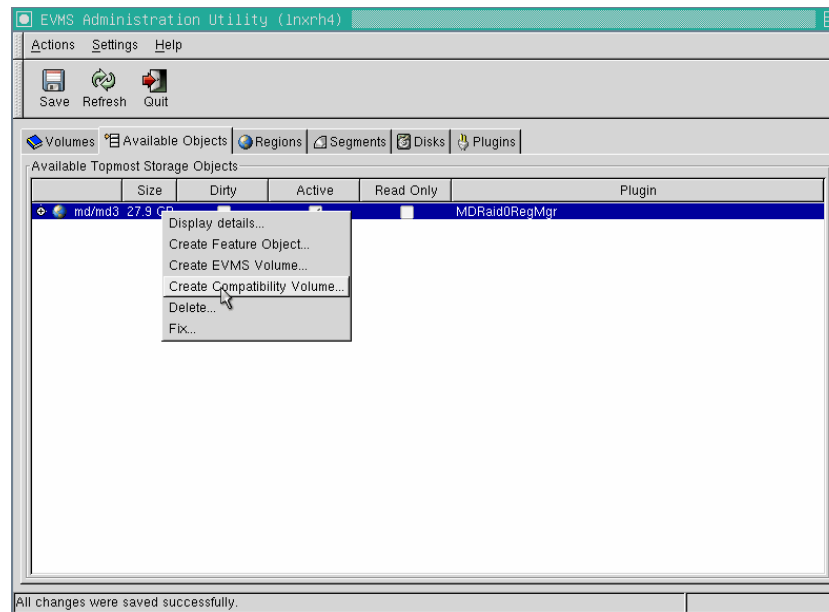 EVMS Administration Utility (lnxrh4)
Actions Settings Help
Save Refresh Quit
Volumes Available Objects Regions Segments Disks Plugins
Available Topmost Storage Objects
Size Dirty Active Read Only Plugin
md/md3 27.9 GB MDRaid0RegMgr
Display details...
Create Feature Object...
Create EVMS Volume...
Create Compatibility Volume...
Delete...
Fix...
All changes were saved successfully.